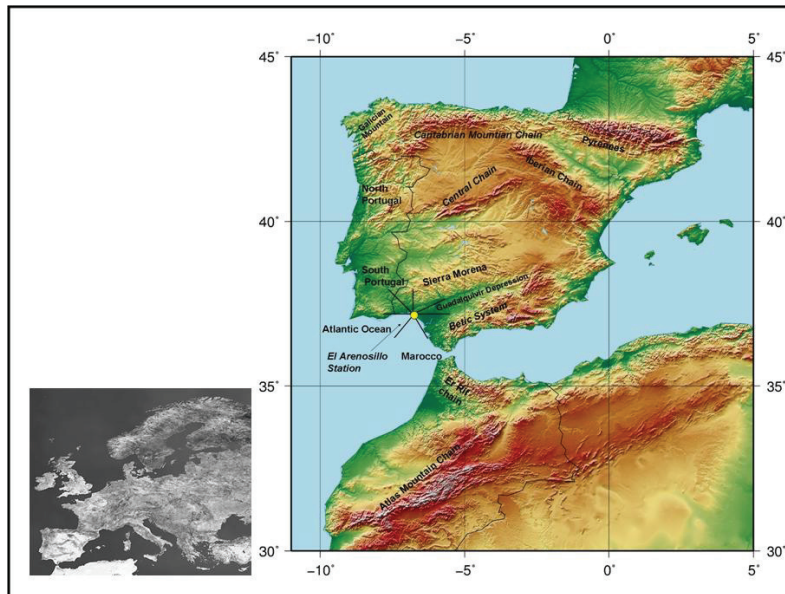 −10° −5° 0° 5°
45° 45°
Galician
Mountain
Cantabrian Mountian Chain
Pyrenees
Iberian Chain
Central Chain
North
Portugal
40° 40°
South
Portugal
Sierra Morena
Guadalquivir Depression
Betic System
Atlantic Ocean
El Arenosillo
Station
Marocco
35° 35°
El Rif
chain
Atlas Mountain Chain
30° 30°
−10° −5° 0° 5°